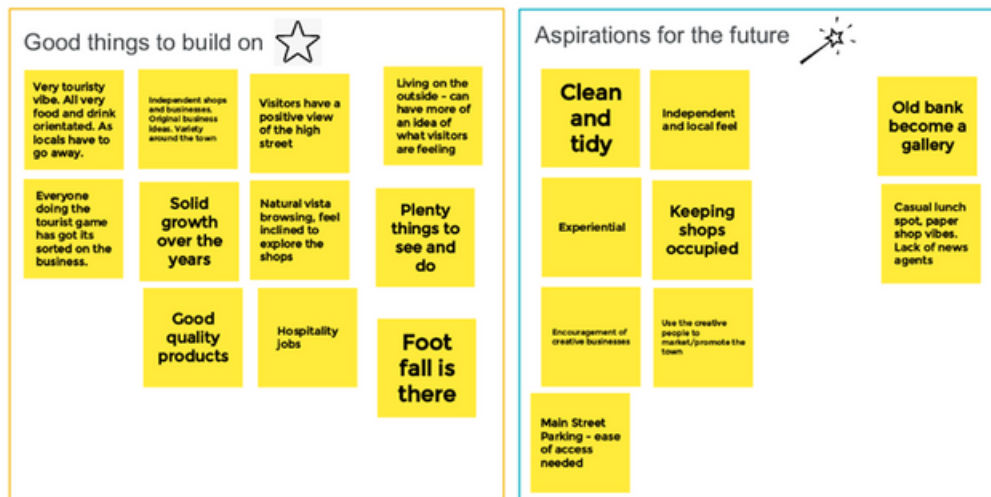 Good things to build on
Very touristy
vibe. All very
food and drink
orientated. As
locals have to
go away.
Independent shops
and businesses,
Original business
ideas. Variety
around the town
Visitors have a
positive view
of the high
street
Living on the
outside - can
have more of
an idea of
what visitors
are feeling
Everyone
doing the
tourist game
has got its
sorted on the
business.
Solid
growth
over the
years
Natural vista
browsing, feel
inclined to
explore the
shops
Plenty
things to
see and
do
Good
quality
products
Hospitality
jobs
Foot
fall is
there
Aspirations for the future
Clean
and
tidy
Independent
and local feel
Old bank
become a
gallery
Experiential
Keeping
shops
occupied
Casual lunch
spot, paper
shop vibes.
Lack of news
agents
Encouragement of
creative businesses
Use the creative
people to
market/promote the
town
Main Street
Parking - ease
of access
needed